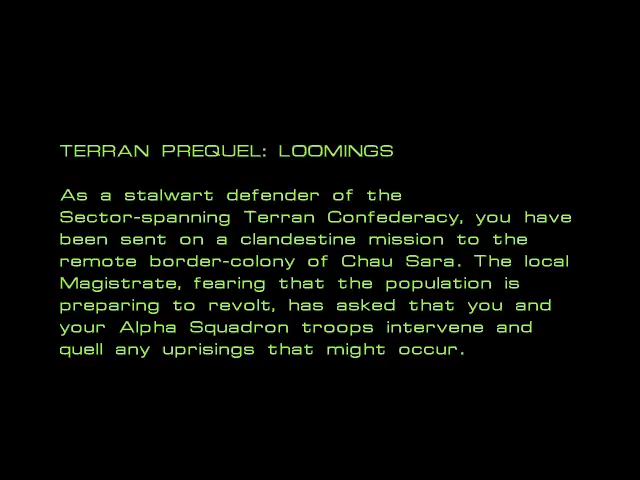 TERRAN PREQUEL: LOOMINGS
As a stalwart defender of the
Sector-spanning Terran Confederacy, you have
been sent on a clandestine mission to the
remote border-colony of Chau Sara. The local
Magistrate, fearing that the population is
preparing to revolt, has asked that you and
your Alpha Squadron troops intervene and
quell any uprisings that might occur.